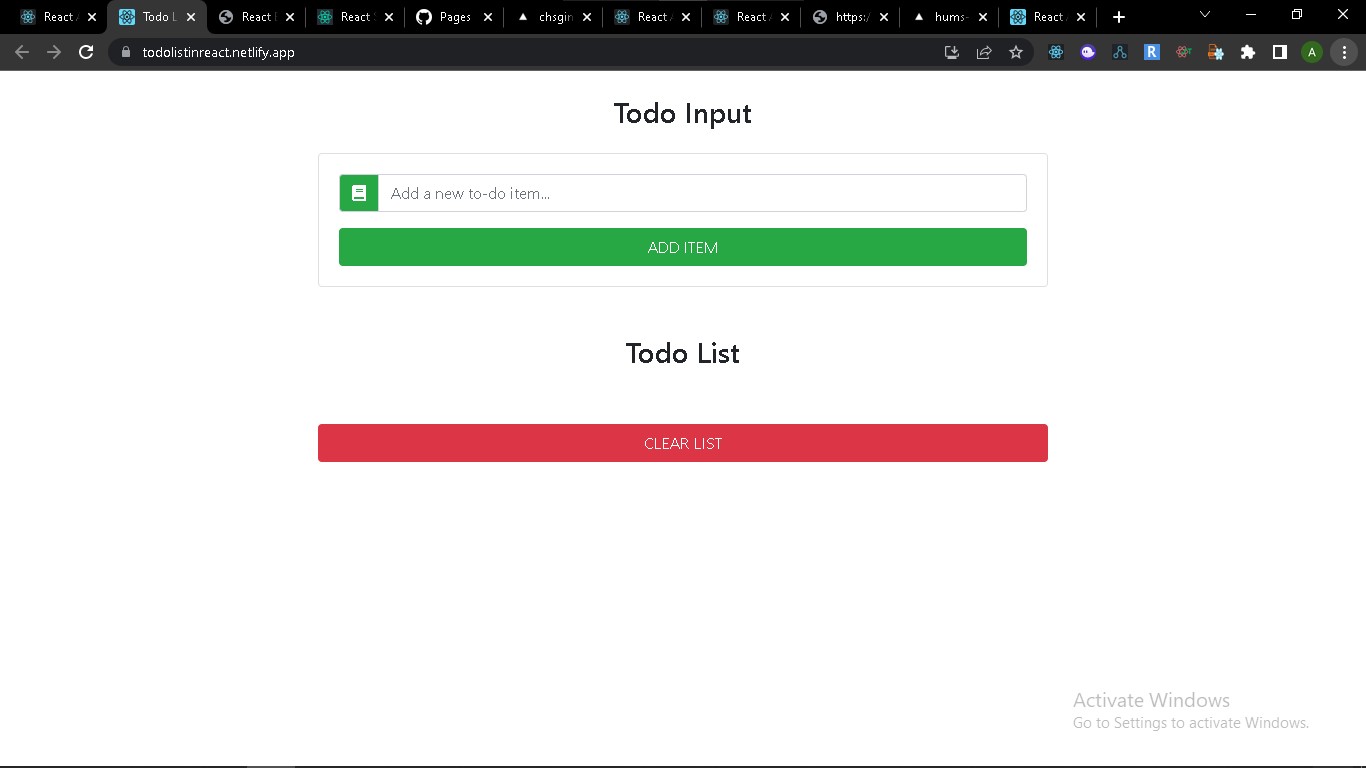 React A
Todo L
React E
React S
Pages
chsgin
React A
React A
https:/
hums-
React A
todolistinreact.netlify.app
R
A
Todo Input
Add a new to-do item...
ADD ITEM
Todo List
CLEAR LIST
Activate Windows
Go to Settings to activate Windows.